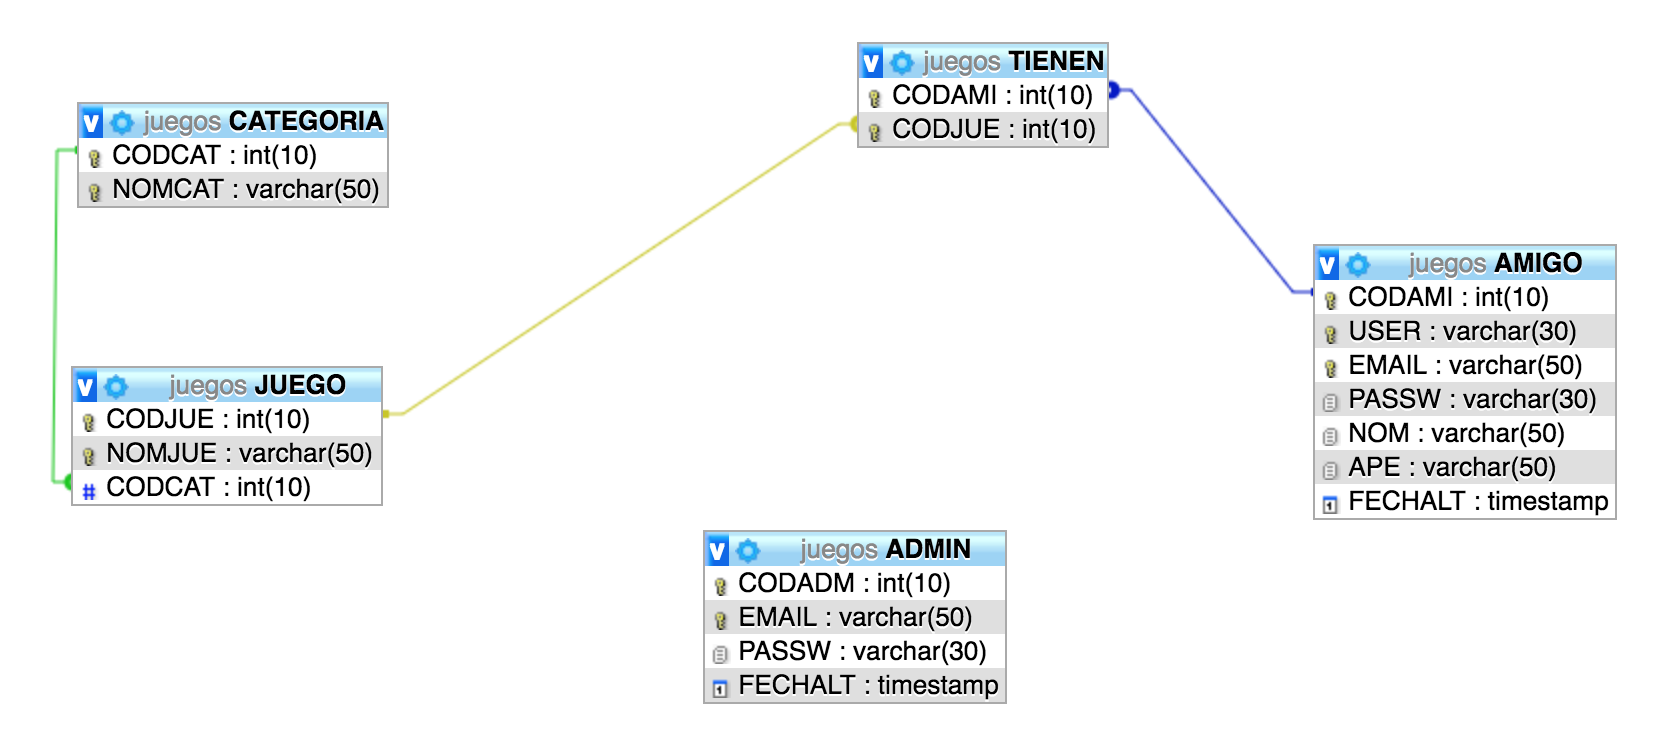 juegos CATEGORIA
CODCAT : int(10)
NOMCAT : varchar(50)
juegos TIENEN
CODAMI : int(10)
CODJUE : int(10)
juegos AMIGO
CODAMI : int(10)
USER : varchar(30)
EMAIL : varchar(50)
PASSW : varchar(30)
NOM : varchar(50)
APE : varchar(50)
FECHALT : timestamp
juegos JUEGO
CODJUE : int(10)
NOMJUE : varchar(50)
CODCAT : int(10)
juegos ADMIN
CODADM : int(10)
EMAIL : varchar(50)
PASSW : varchar(30)
FECHALT : timestamp